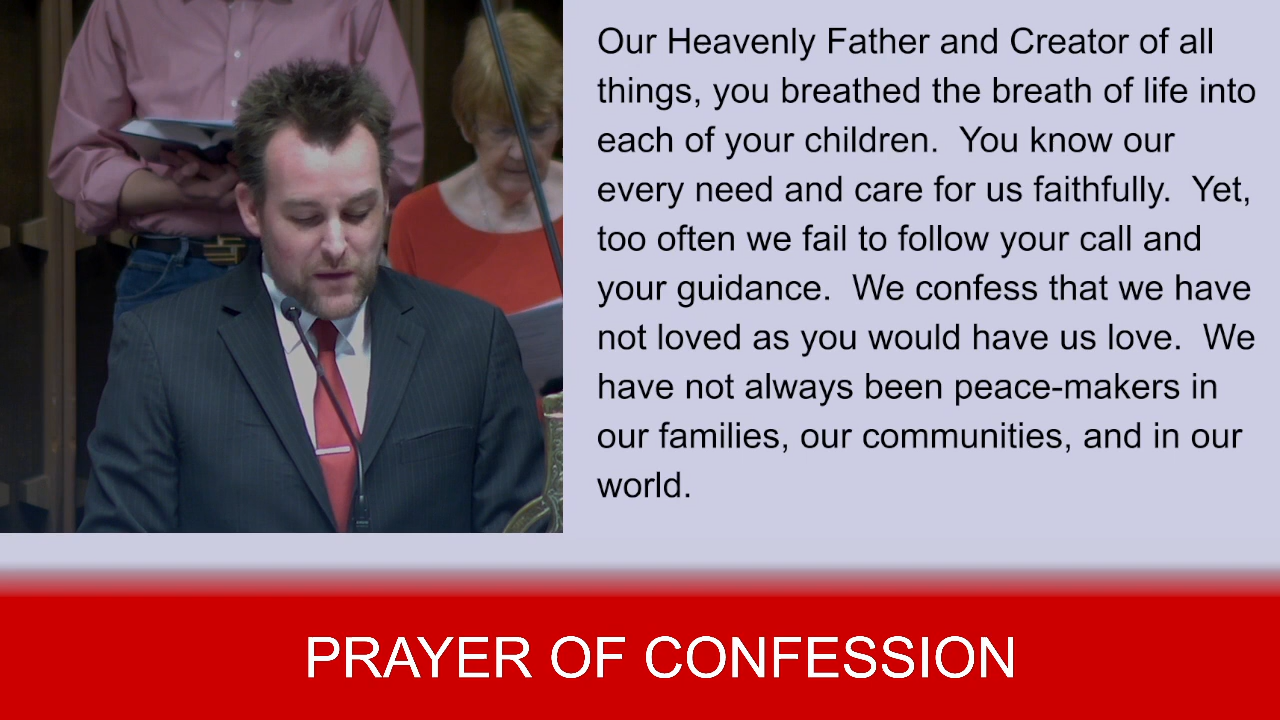 Our Heavenly Father and Creator of all
things, you breathed the breath of life into
each of your children.  You know our
every need and care for us faithfully.  Yet,
too often we fail to follow your call and
your guidance.  We confess that we have
not loved as you would have us love.  We
have not always been peace-makers in
our families, our communities, and in our
world.
PRAYER OF CONFESSION